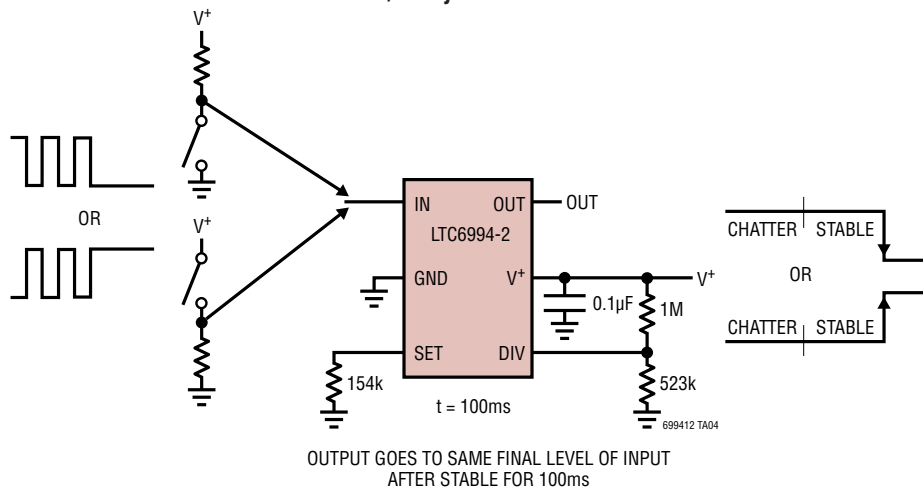 V+
OR
V+
IN
OUT
OUT
LTC6994-2
GND
V+
V+
0.1µF
1M
SET
DIV
154k
523k
t = 100ms
699412 TA04
CHATTER
STABLE
OR
CHATTER
STABLE
OUTPUT GOES TO SAME FINAL LEVEL OF INPUT
AFTER STABLE FOR 100ms